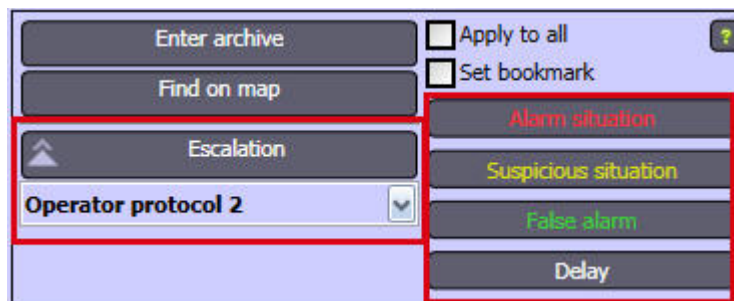 Enter archive
Find on map
Escalation
Operator protocol 2
Apply to all
?
Set bookmark
Alarm situation
Suspicious situation
False alarm
Delay